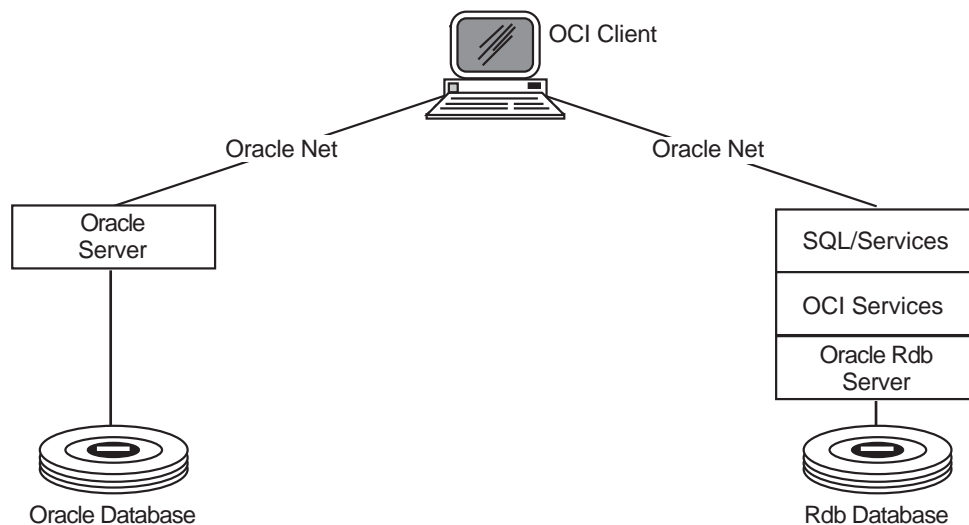 OCI Client
Oracle Net
Oracle Net
Oracle
Server
SQL/Services
OCI Services
Oracle Rdb
Server
Oracle Database
Rdb Database